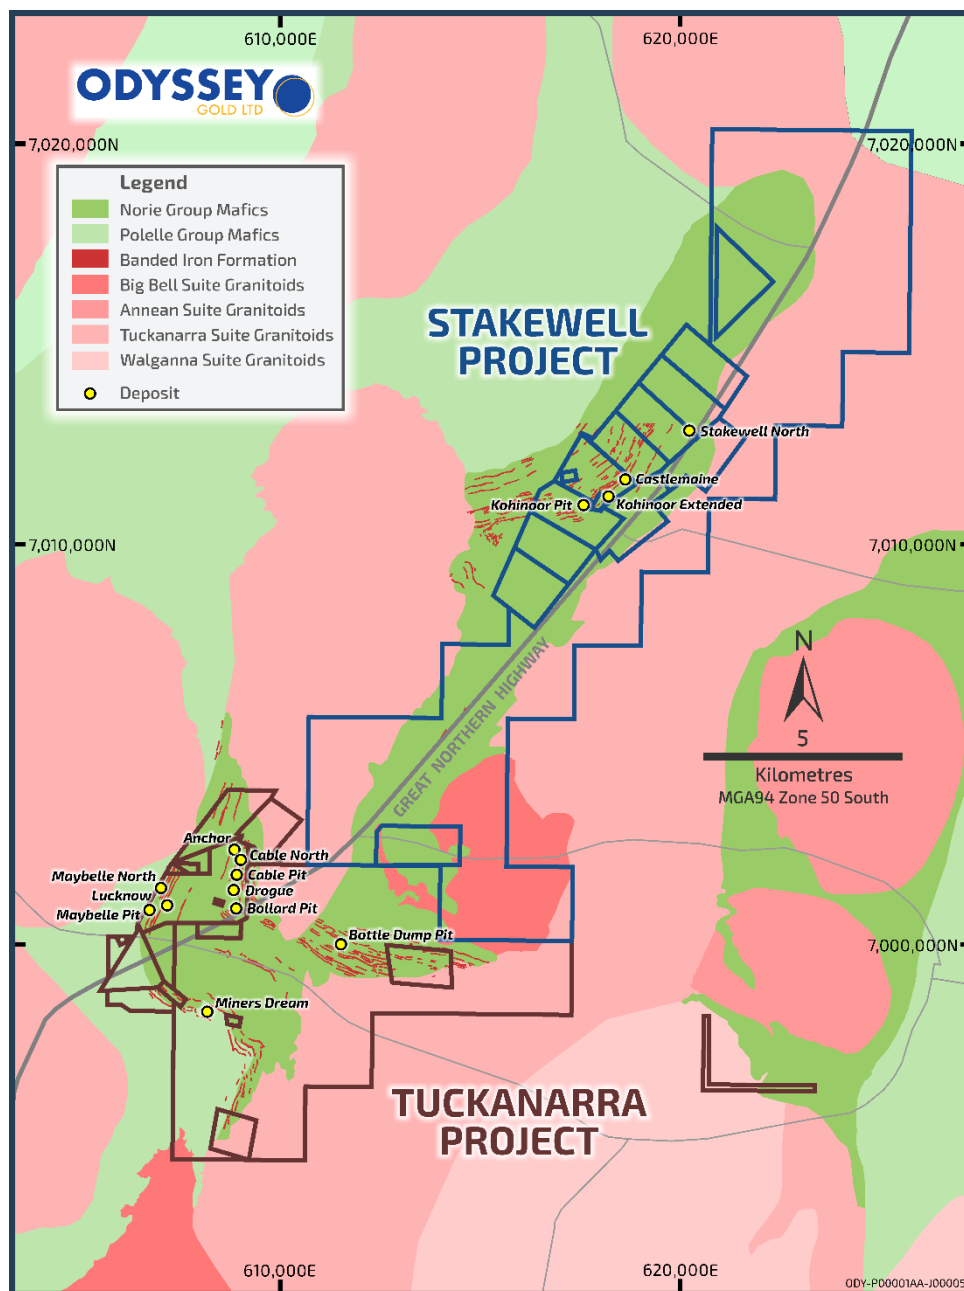 610,000E
620,000E
ODYSSEY
GOLD LTD
7,020,000N
7,020,000N
Legend
Norie Group Mafics
Polelle Group Mafics
Banded Iron Formation
Big Bell Suite Granitoids
Annean Suite Granitoids
Tuckanarra Suite Granitoids
Walganna Suite Granitoids
Deposit
STAKEWELL
PROJECT
Stakewell North
Castlemaine
Kohinoor Pit
Kohinoor Extended
7,010,000N
7,010,000N
N
GREAT NORTHERN HIGHWAY
5
Kilometres
MGA94 Zone 50 South
Anchor
Cable North
Cable Pit
Maybelle North
Drogue
Lucknow
Bollard Pit
Maybelle Pit
Bottle Dump Pit
7,000,000N
Miners Dream
TUCKANARRA
PROJECT
610,000E
620,000E
ODY-P00001AA-J00005